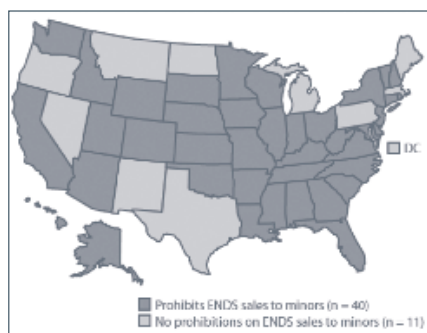 DC
Prohibits ENDS sales to minors (n = 40)
No prohibitions on ENDS sales to minors (n = 11)